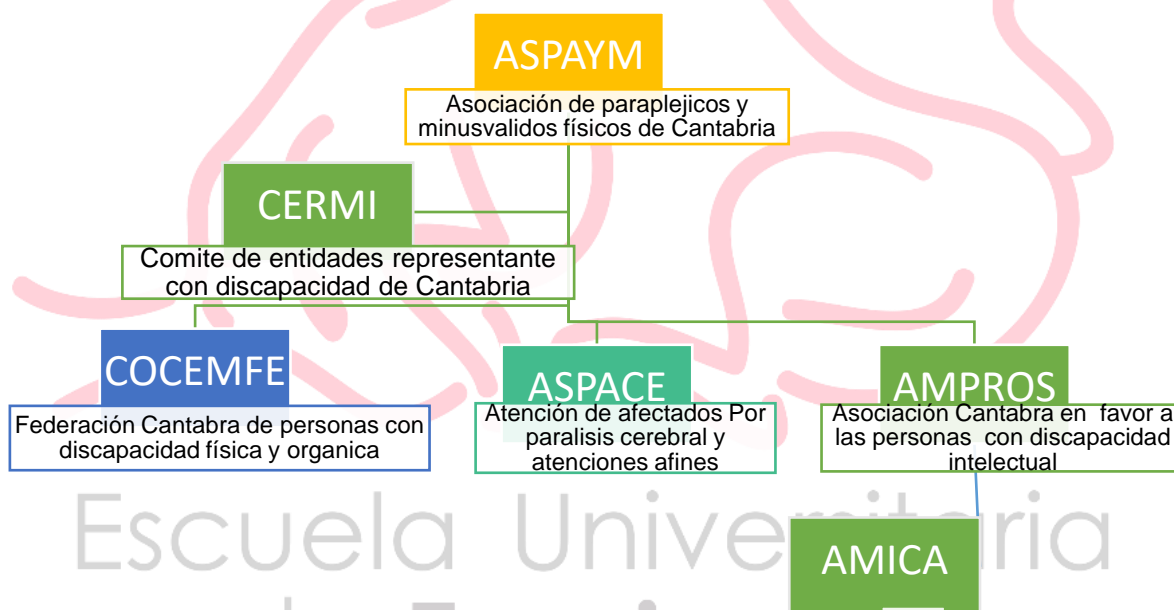 ASPAYM
Asociación de paraplejicos y
minusvalidos físicos de Cantabria
CERMI
Comite de entidades representante
con discapacidad de Cantabria
COCEMFE
Federación Cantabra de personas con
discapacidad física y organica
ASPACE
Atención de afectados Por
paralisis cerebral y
atenciones afines
AMPROS
Asociación Cantabra en favor a
las personas con discapacidad
intelectual
Escuela Universitaria
AMICA